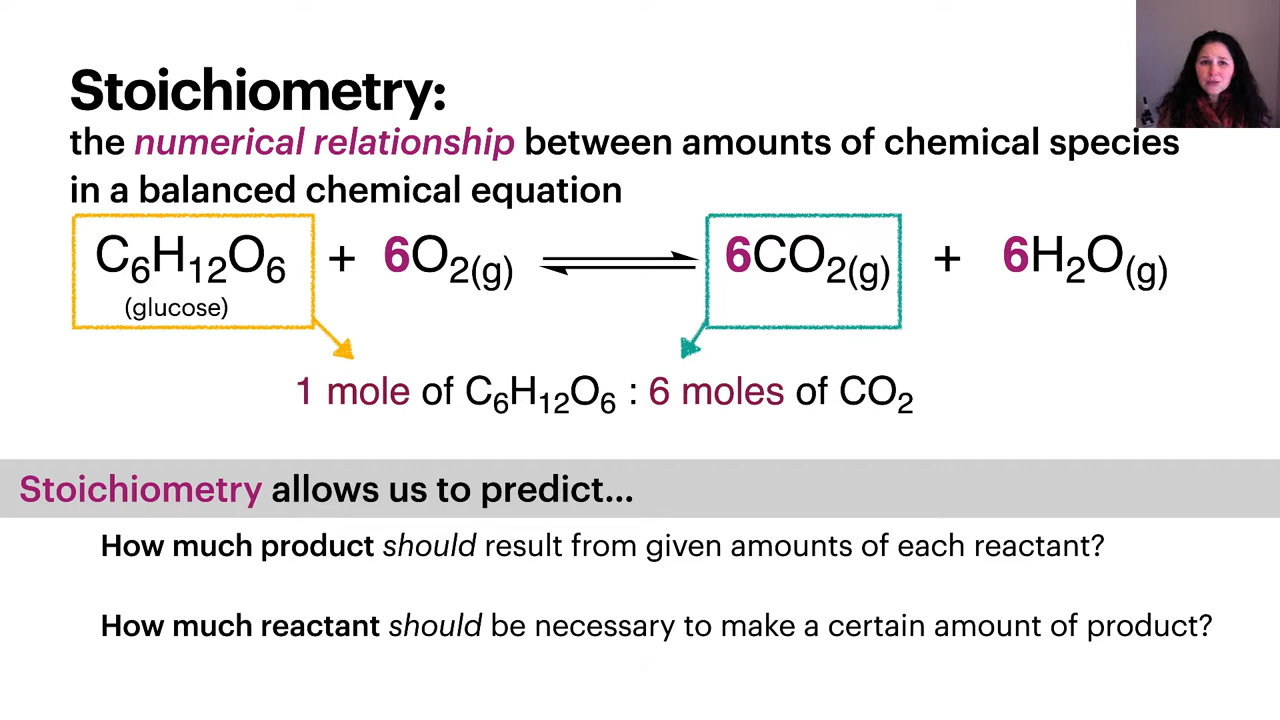 Stoichiometry:
the numerical relationship between amounts of chemical species
in a balanced chemical equation
C₆H₁₂O₆ + 6O₂(g) ⇌ 6CO₂(g) + 6H₂O(g)
(glucose)
1 mole of C₆H₁₂O₆ : 6 moles of CO₂
Stoichiometry allows us to predict...
How much product should result from given amounts of each reactant?
How much reactant should be necessary to make a certain amount of product?